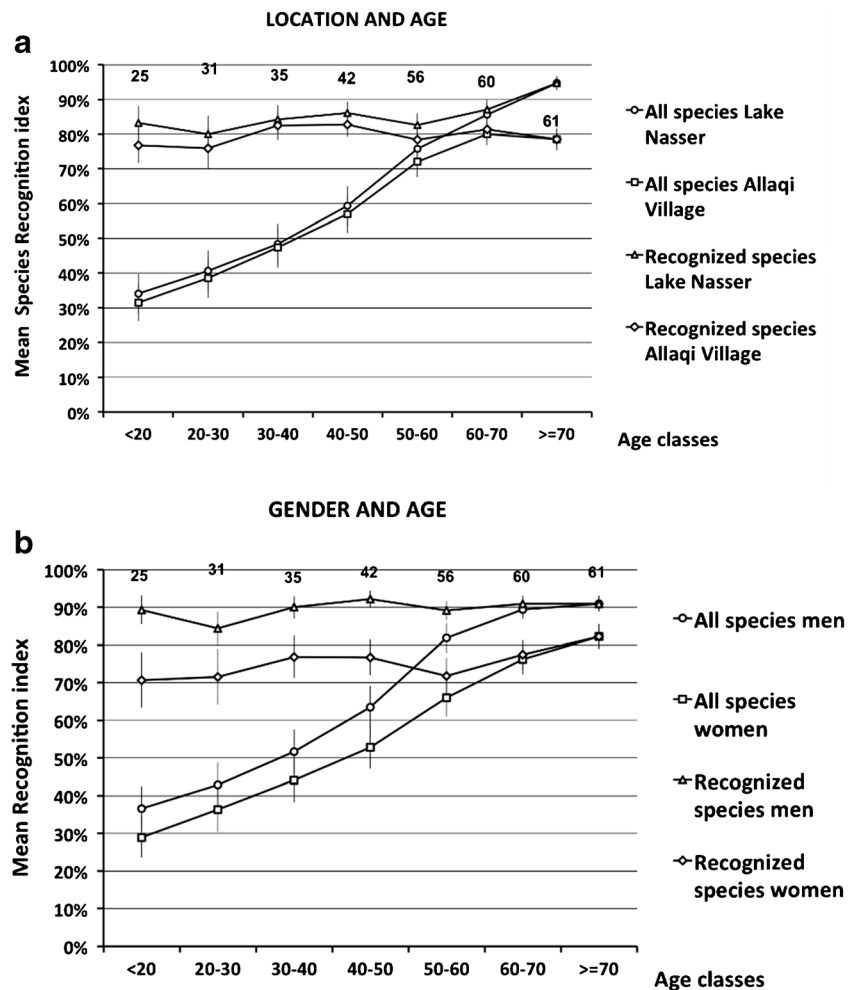 LOCATION AND AGE
a
Mean Species Recognition idex
100%
90%
80%
70%
60%
50%
40%
30%
20%
10%
0%
25 31 35 42 56 60 61
<20 20-30 30-40 40-50 50-60 60-70 >=70
Age classes
All species Lake
Nasser
All species Allaqi
Village
Recognized species
Lake Nasser
Recognized species
Allaqi Village
GENDER AND AGE
b
Mean Recognition index
100%
90%
80%
70%
60%
50%
40%
30%
20%
10%
0%
25 31 35 42 56 60 61
<20 20-30 30-40 40-50 50-60 60-70 >=70
Age classes
All species men
All species
women
Recognized
species men
Recognized
species women